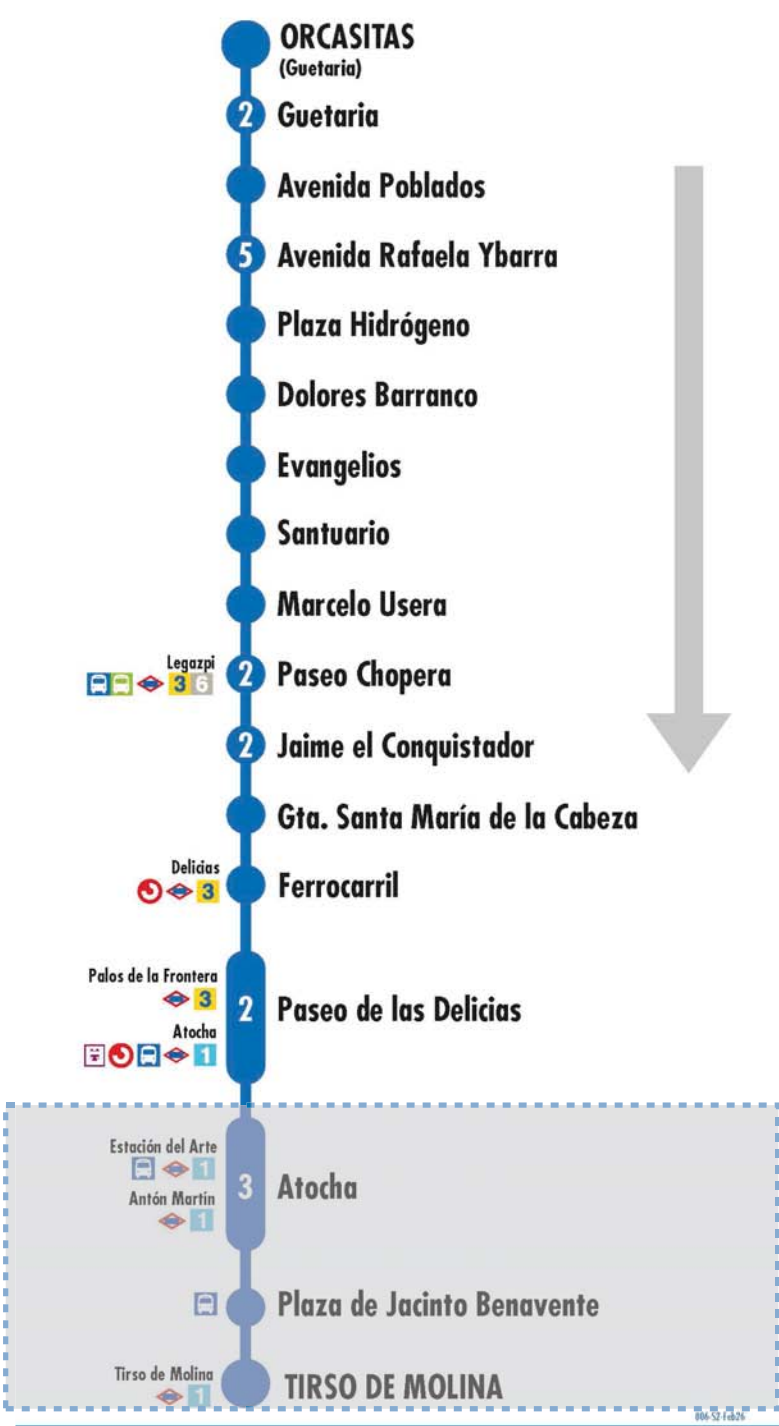 ORCASITAS
(Guetaria)
2 Guetaria
Avenida Poblados
5 Avenida Rafaela Ybarra
Plaza Hidrógeno
Dolores Barranco
Evangelios
Santuario
Marcelo Usera
Legazpi
3 6
2 Paseo Chopera
2 Jaime el Conquistador
Gta. Santa María de la Cabeza
Delicias
3
Ferrocarril
Palos de la Frontera
3
Atocha
1
2 Paseo de las Delicias
Estación del Arte
1
Antón Martín
1
3 Atocha
Plaza de Jacinto Benavente
Tirso de Molina
1
TIRSO DE MOLINA
006-S2-Feb26